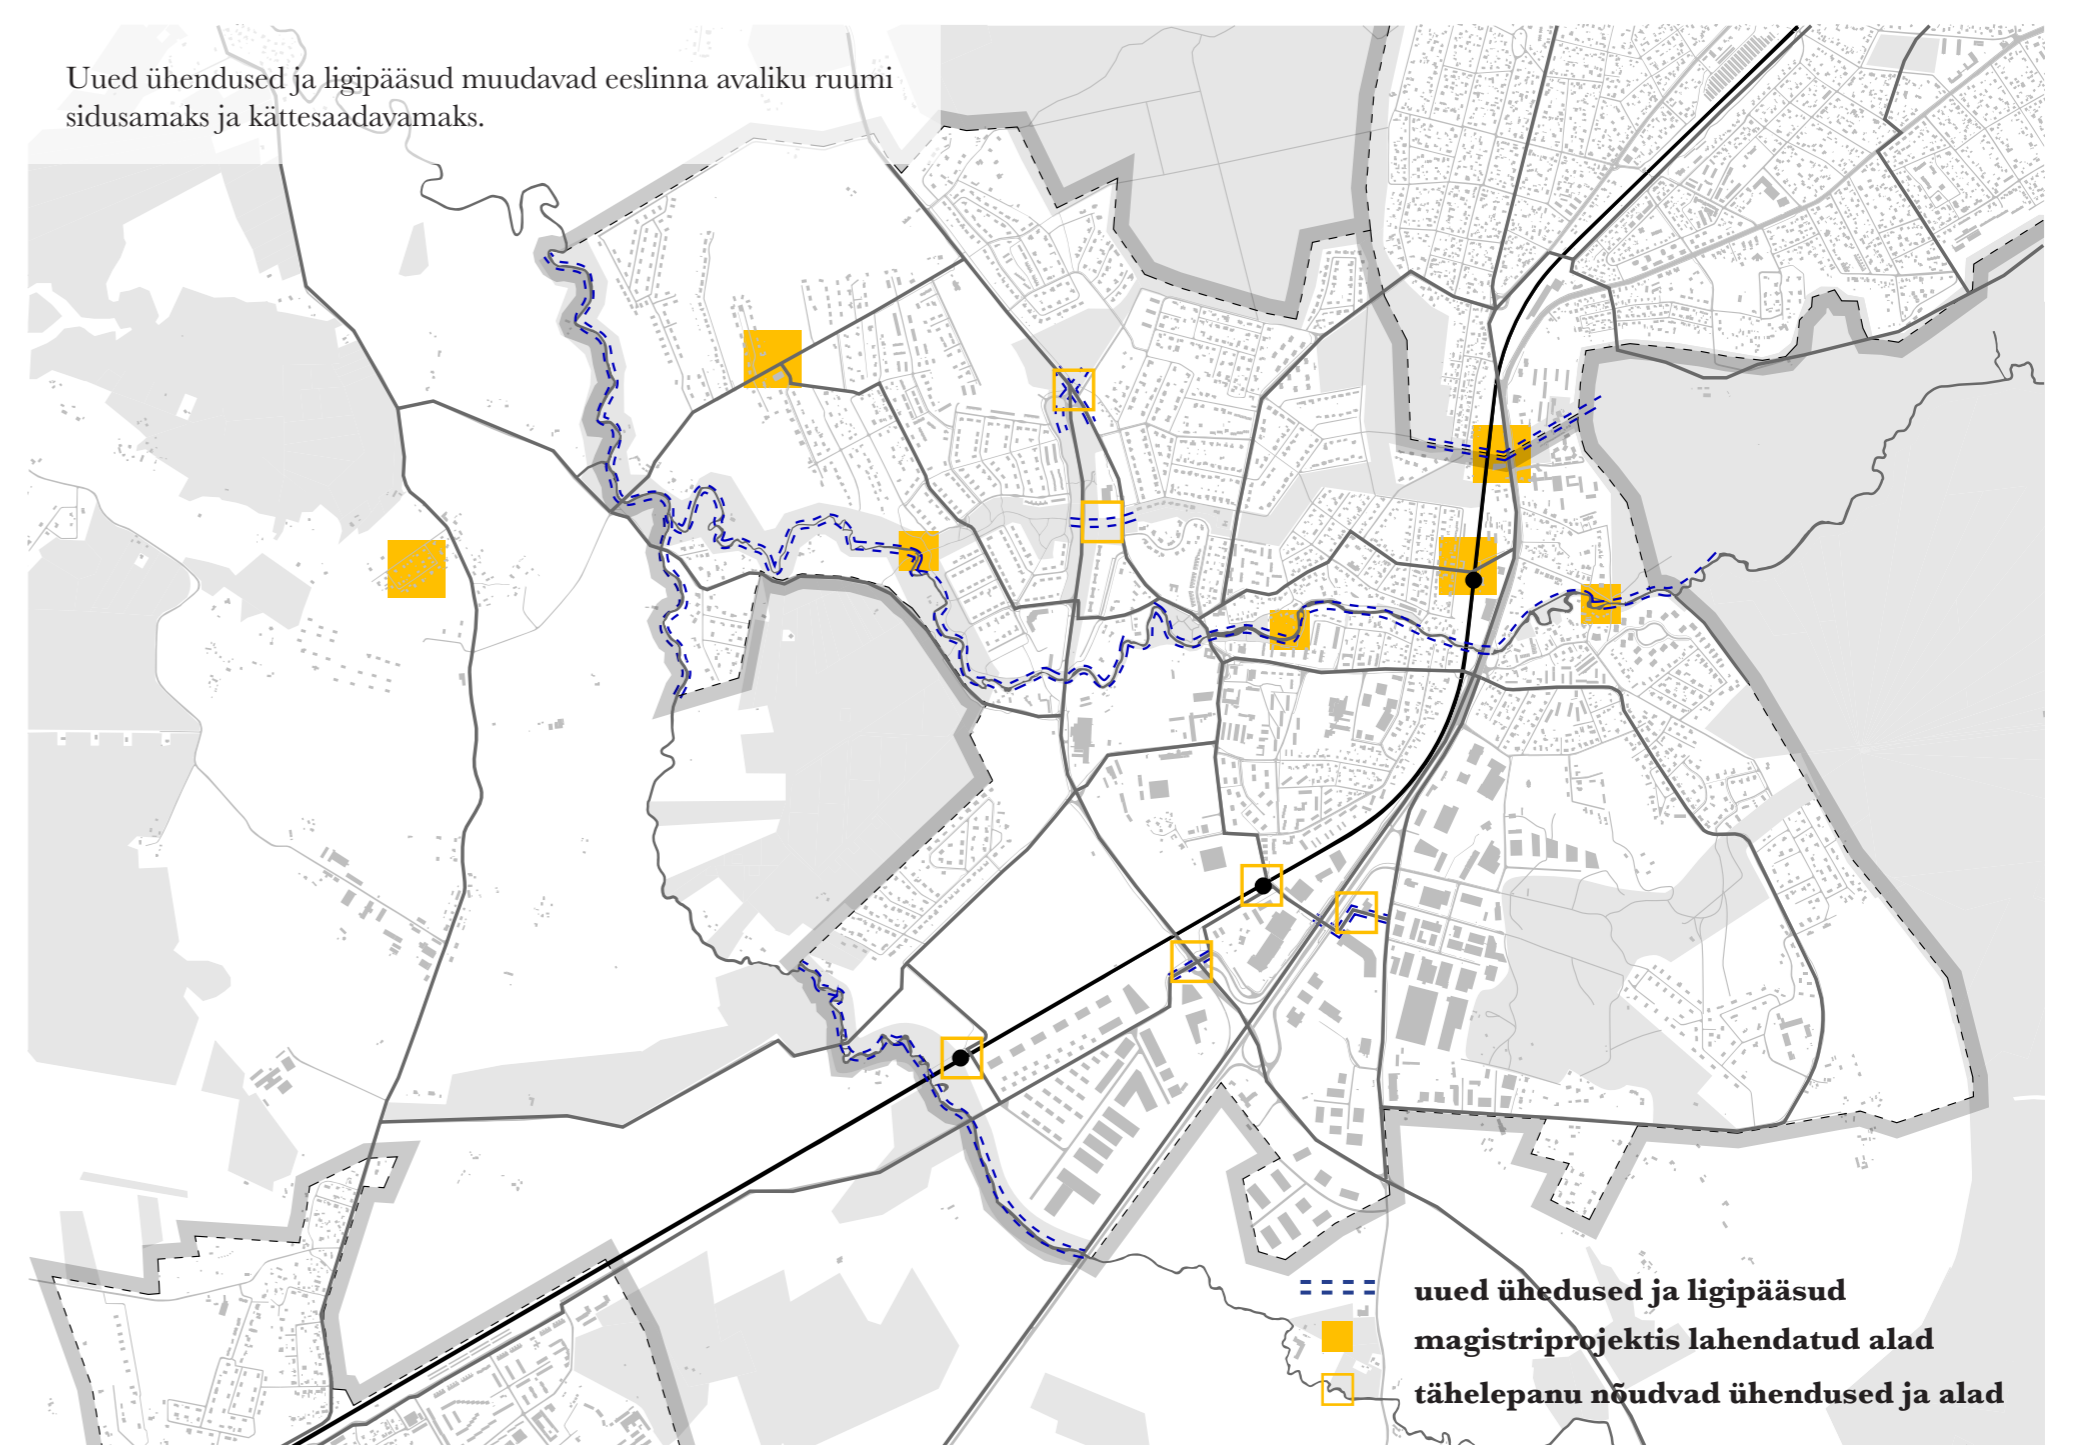 Uued ühendused ja ligipääsud muudavad eeslinna avaliku ruumi
sidusamaks ja kättesaadavamaks.
uued ühedused ja ligipääsud
magistriprojektis lahendatud alad
tähelepanu nõudvad ühendused ja alad